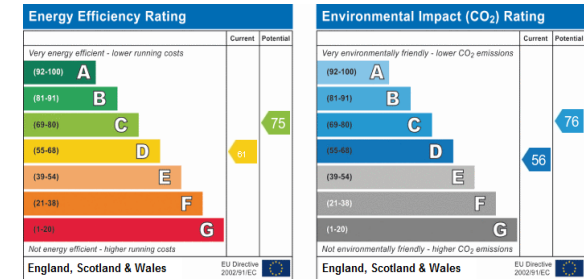 Energy Efficiency Rating
Current Potential
Very energy efficient - lower running costs
(92-100) A
(81-91) B
(69-80) C
75
(55-68) D
61
(39-54) E
(21-38) F
(1-20) G
Not energy efficient - higher running costs
England, Scotland & Wales
EU Directive
2002/91/EC
Environmental Impact (CO2) Rating
Current Potential
Very environmentally friendly - lower CO2 emissions
(92-100) A
(81-91) B
(69-80) C
76
(55-68) D
56
(39-54) E
(21-38) F
(1-20) G
Not environmentally friendly - higher CO2 emissions
England, Scotland & Wales
EU Directive
2002/91/EC